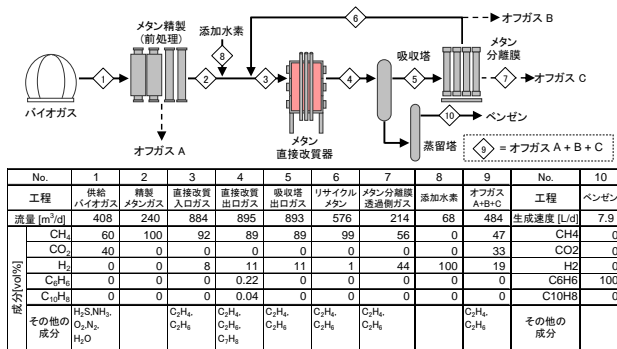 6
オフガス B
メタン精製
(前処理)
添加水素
8
吸収塔
メタン
分離膜
1
2
3
4
5
7
オフガス C
バイオガス
10
ベンゼン
オフガス A
メタン
直接改質器
蒸留塔
9 = オフガス A + B + C
No. 1 2 3 4 5 6 7 8 9 No. 10
工程 供給バイオガス 精製メタンガス 直接改質入口ガス 直接改質出口ガス 吸収塔出口ガス リサイクルメタン メタン分離膜透過側ガス 添加水素 オフガスA+B+C 工程 ベンゼン
流量 [m³/d] 408 240 884 895 893 576 214 68 484 生成速度 [L/d] 7.9
成分[vol%]
CH₄ 60 100 92 89 89 99 56 0 47 CH4 0
CO₂ 40 0 0 0 0 0 0 0 33 CO2 0
H₂ 0 0 8 11 11 1 44 100 19 H2 0
C₆H₆ 0 0 0 0.22 0 0 0 0 0 C6H6 100
C₁₀H₈ 0 0 0 0.04 0 0 0 0 0 C10H8 0
その他の成分 H₂S,NH₃,O₂,N₂,H₂O C₂H₄,C₂H₆ C₂H₄,C₂H₆,C₇H₈ C₂H₄,C₂H₆ C₂H₄,C₂H₆ C₂H₄,C₂H₆ C₂H₄,C₂H₆ その他の成分